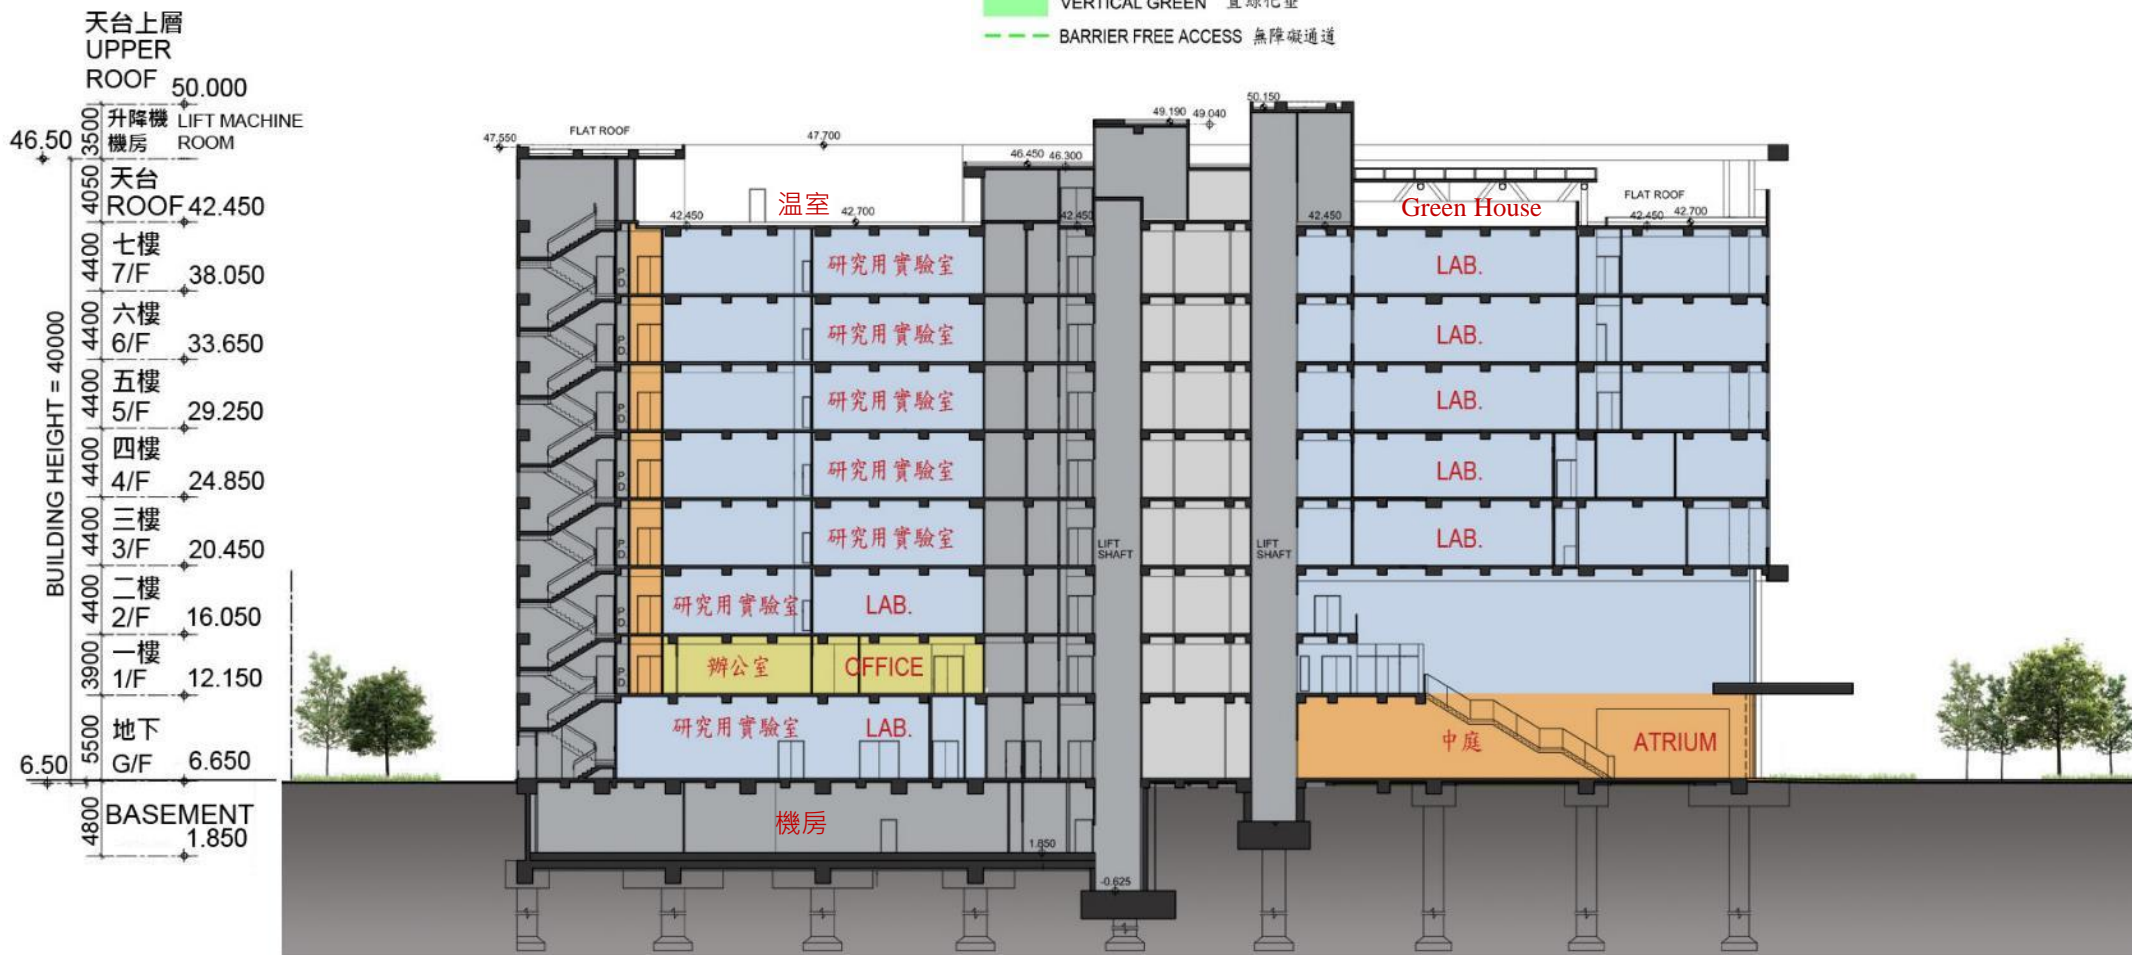 VERTICAL GREEN
BARRIER FREE ACCESS 無障礙通道
天台上層
UPPER
ROOF 50.000
升降機 LIFT MACHINE
機房 ROOM
3500
46.50
天台
ROOF 42.450
4050
七樓
7/F 38.050
4400
六樓
6/F 33.650
4400
五樓
5/F 29.250
4400
四樓
4/F 24.850
4400
三樓
3/F 20.450
4400
二樓
2/F 16.050
4400
一樓
1/F 12.150
3900
地下
G/F 6.650
5500
6.50
BASEMENT
1.850
4800
BUILDING HEIGHT = 40000
47.550
FLAT ROOF
47.700
46.450 46.300
49.190 49.040
50.150
FLAT ROOF
温室
Green House
42.450
42.700
42.450
42.450
42.450 42.700
研究用實驗室
LAB.
P.D.
研究用實驗室
LAB.
P.D.
研究用實驗室
LAB.
P.D.
研究用實驗室
LAB.
P.D.
研究用實驗室
LAB.
P.D.
LIFT
SHAFT
LIFT
SHAFT
研究用實驗室 LAB.
P.D.
辦公室 OFFICE
P.D.
研究用實驗室 LAB.
中庭 ATRIUM
機房
1.850
-0.625